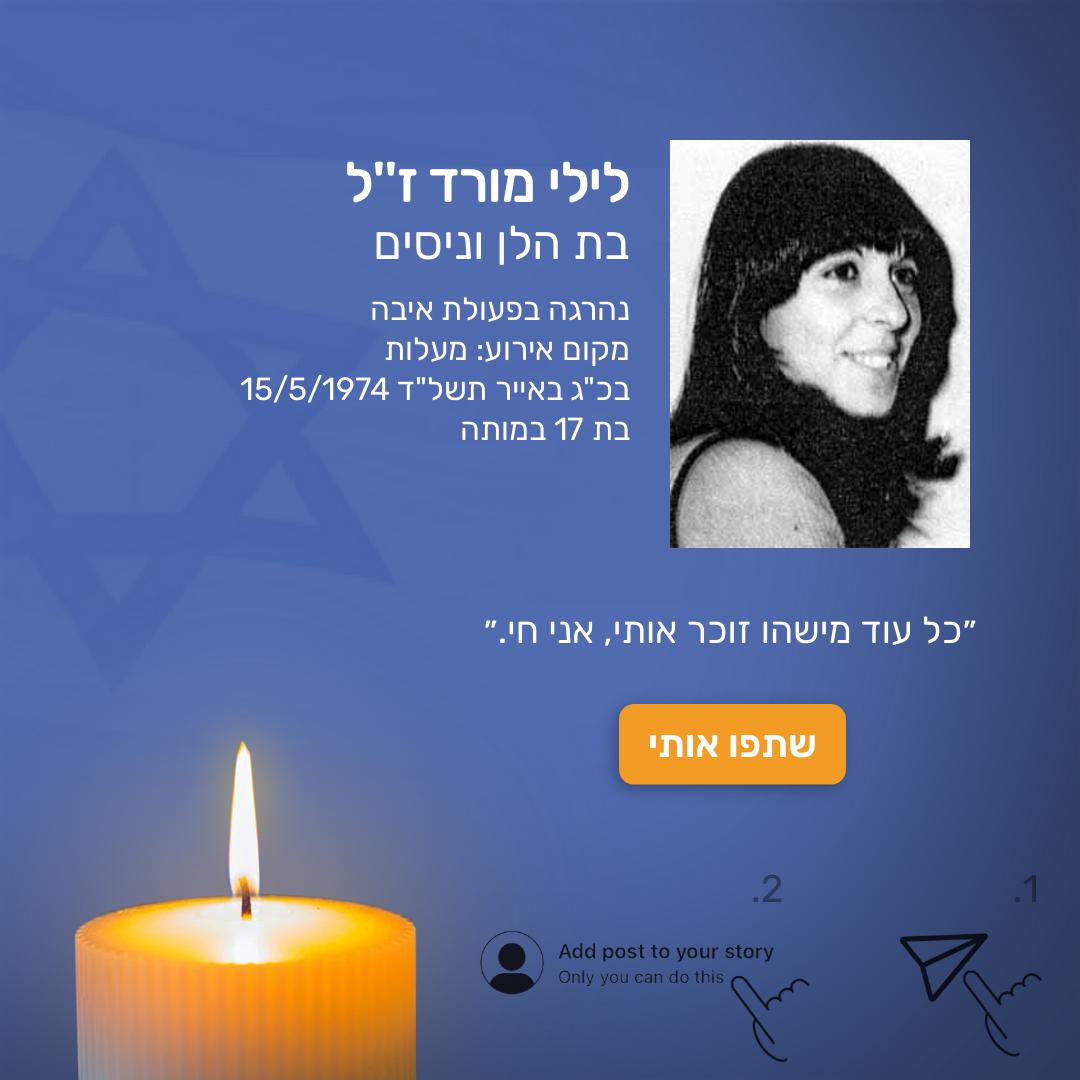 לילי מורד ז"ל
בת הלן וניסים
נהרגה בפעולת איבה
מקום אירוע: מעלות
בכ"ג באייר תשל"ד 15/5/1974
בת 17 במותה
״כל עוד מישהו זוכר אותי, אני חי.״
שתפו אותי
.1
.2
Add post to your story
Only you can do this